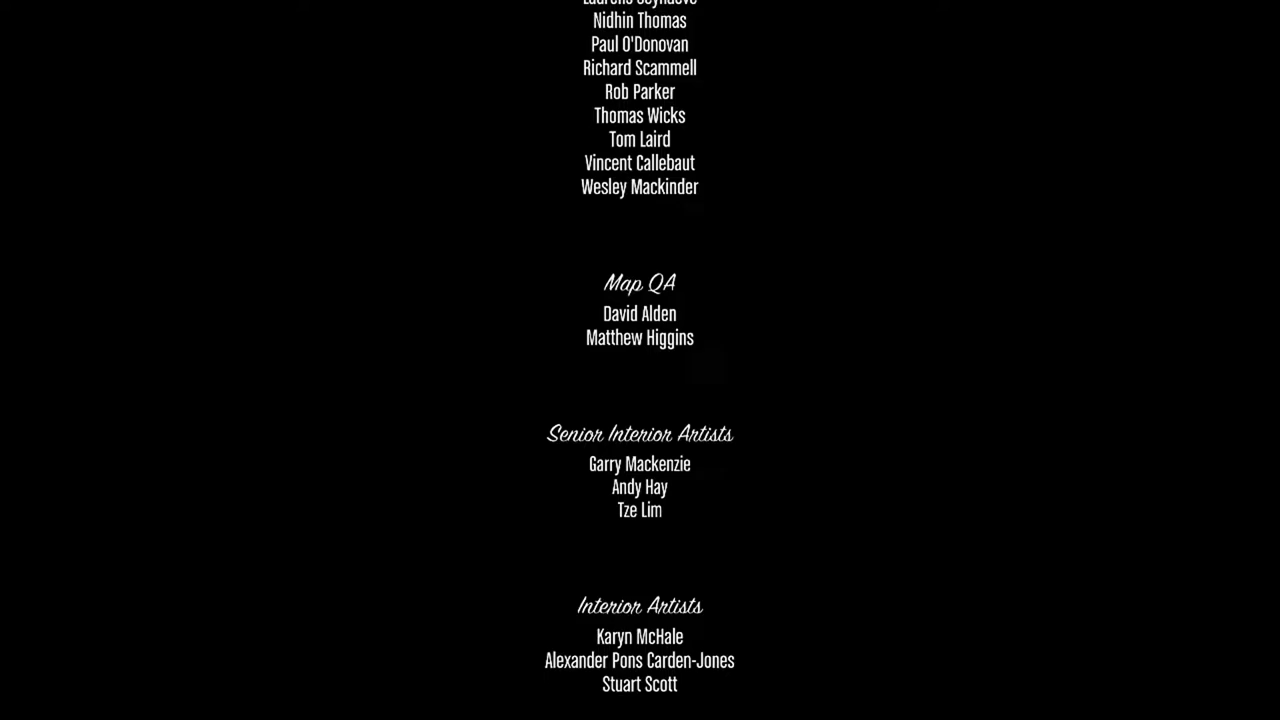 Nidhin Thomas
Paul O'Donovan
Richard Scammell
Rob Parker
Thomas Wicks
Tom Laird
Vincent Callebaut
Wesley Mackinder
Map QA
David Alden
Matthew Higgins
Senior Interior Artists
Garry Mackenzie
Andy Hay
Tze Lim
Interior Artists
Karyn McHale
Alexander Pons Carden-Jones
Stuart Scott